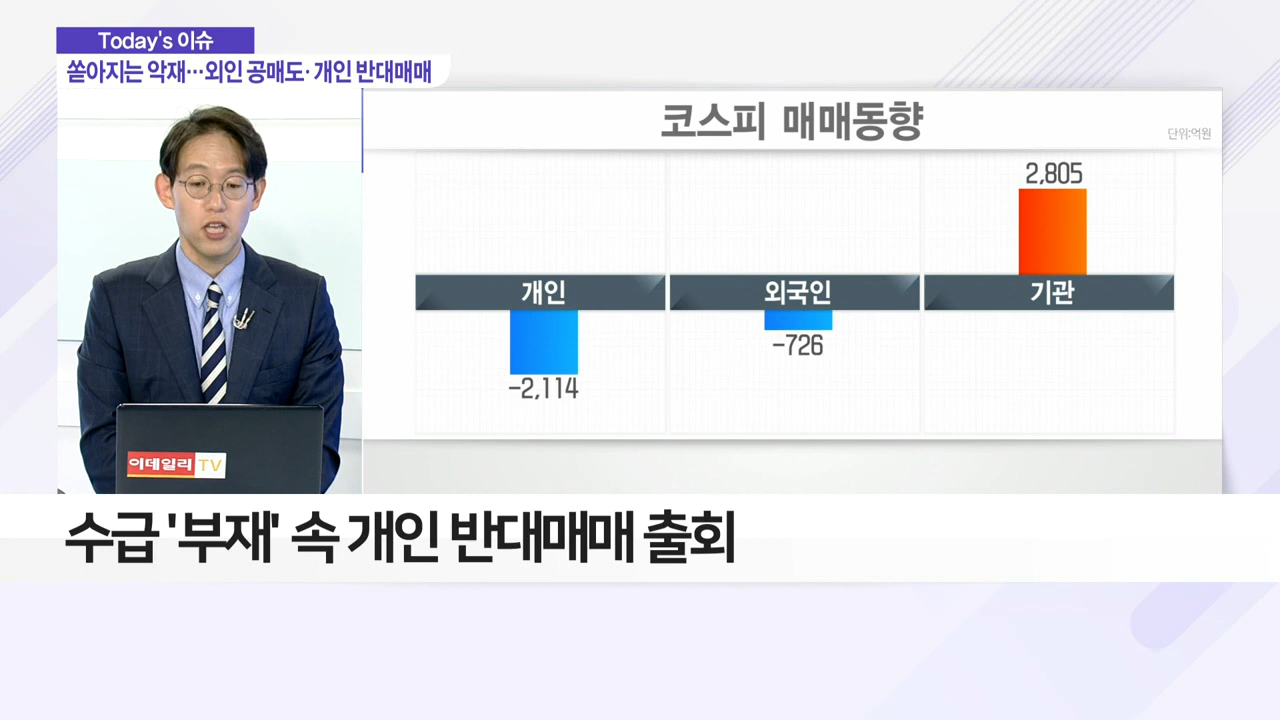 Today's 이슈
쏟아지는 악재…외인 공매도·개인 반대매매
코스피 매매동향
단위:억원
2,805
개인
외국인
기관
-726
-2,114
이데일리 TV
수급 '부재' 속 개인 반대매매 출회